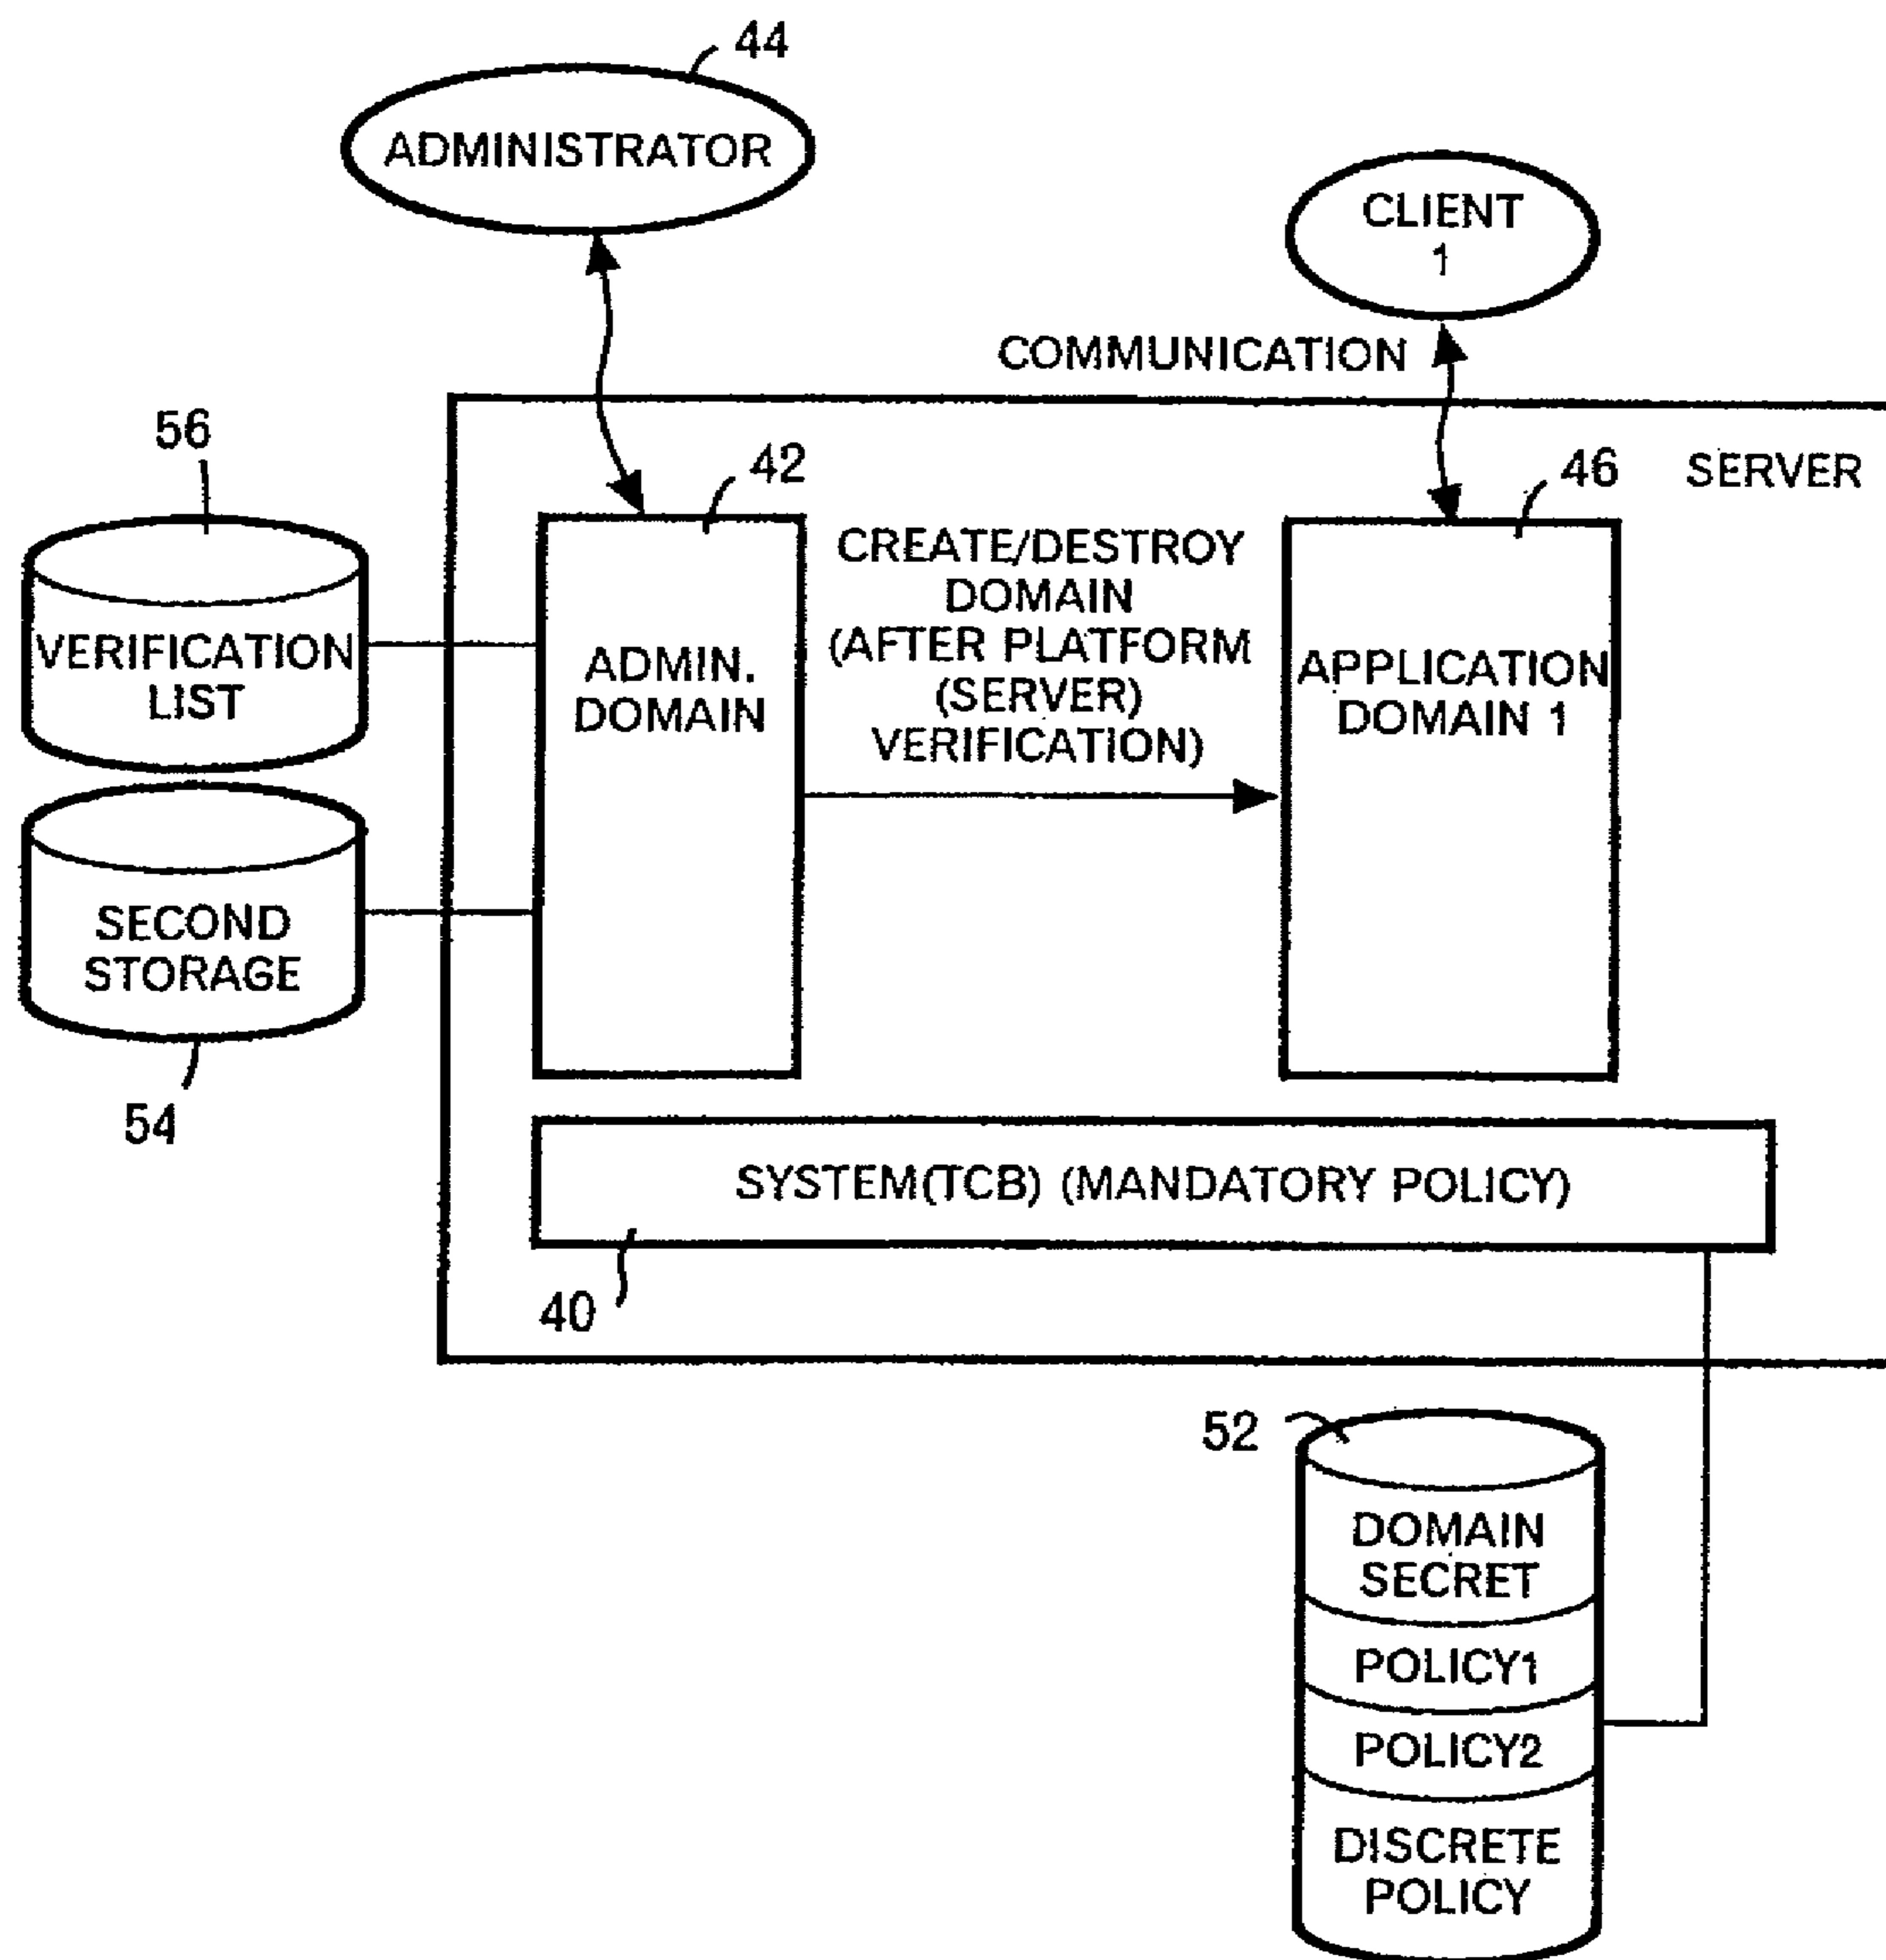 44
ADMINISTRATOR
CLIENT
1
COMMUNICATION
56
42
46
SERVER
VERIFICATION
LIST
ADMIN.
DOMAIN
CREATE/DESTROY
DOMAIN
(AFTER PLATFORM
(SERVER)
VERIFICATION)
APPLICATION
DOMAIN 1
SECOND
STORAGE
54
SYSTEM(TCB) (MANDATORY POLICY)
40
52
DOMAIN
SECRET
POLICY1
POLICY2
DISCRETE
POLICY